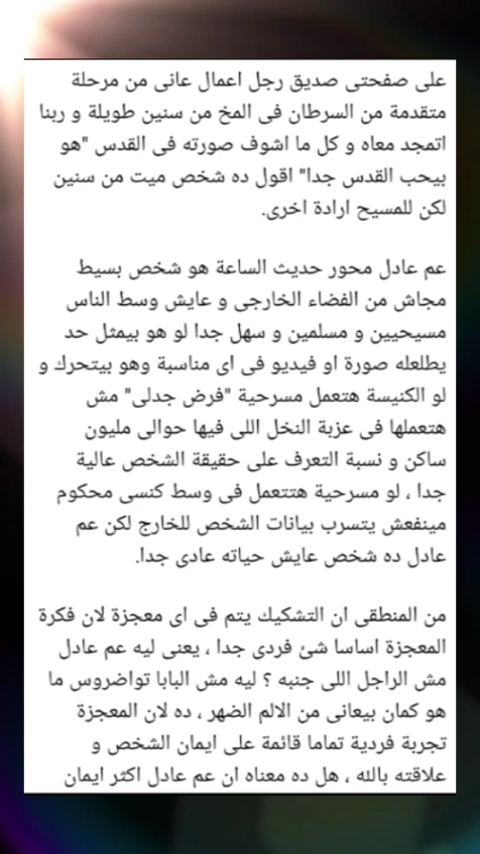 على صفحتى صديق رجل اعمال عانى من مرحلة
متقدمة من السرطان فى المخ من سنين طويلة و ربنا
اتمجد معاه و كل ما اشوف صورته فى القدس "هو
بيحب القدس جدا" اقول ده شخص ميت من سنين
لكن للمسيح ارادة اخرى.
عم عادل محور حديث الساعة هو شخص بسيط
مجاش من الفضاء الخارجى و عايش وسط الناس
مسيحيين و مسلمين و سهل جدا لو هو بيمثل حد
يطلعله صورة او فيديو فى اى مناسبة وهو بيتحرك و
لو الكنيسة هتعمل مسرحية "فرض جدلى" مش
هتعملها فى عزبة النخل اللى فيها حوالى مليون
ساكن و نسبة التعرف على حقيقة الشخص عالية
جدا ، لو مسرحية هتتعمل فى وسط كنسى محكوم
مينفعش يتسرب بيانات الشخص للخارج لكن عم
عادل ده شخص عايش حياته عادى جدا.
من المنطقى ان التشكيك يتم فى اى معجزة لان فكرة
المعجزة اساسا شئ فردى جدا ، يعنى ليه عم عادل
مش الراجل اللى جنبه ؟ ليه مش البابا تواضروس ما
هو كمان بيعانى من الالم الضهر ، ده لان المعجزة
تجربة فردية تماما قائمة على ايمان الشخص و
علاقته بالله ، هل ده معناه ان عم عادل اكثر ايمان